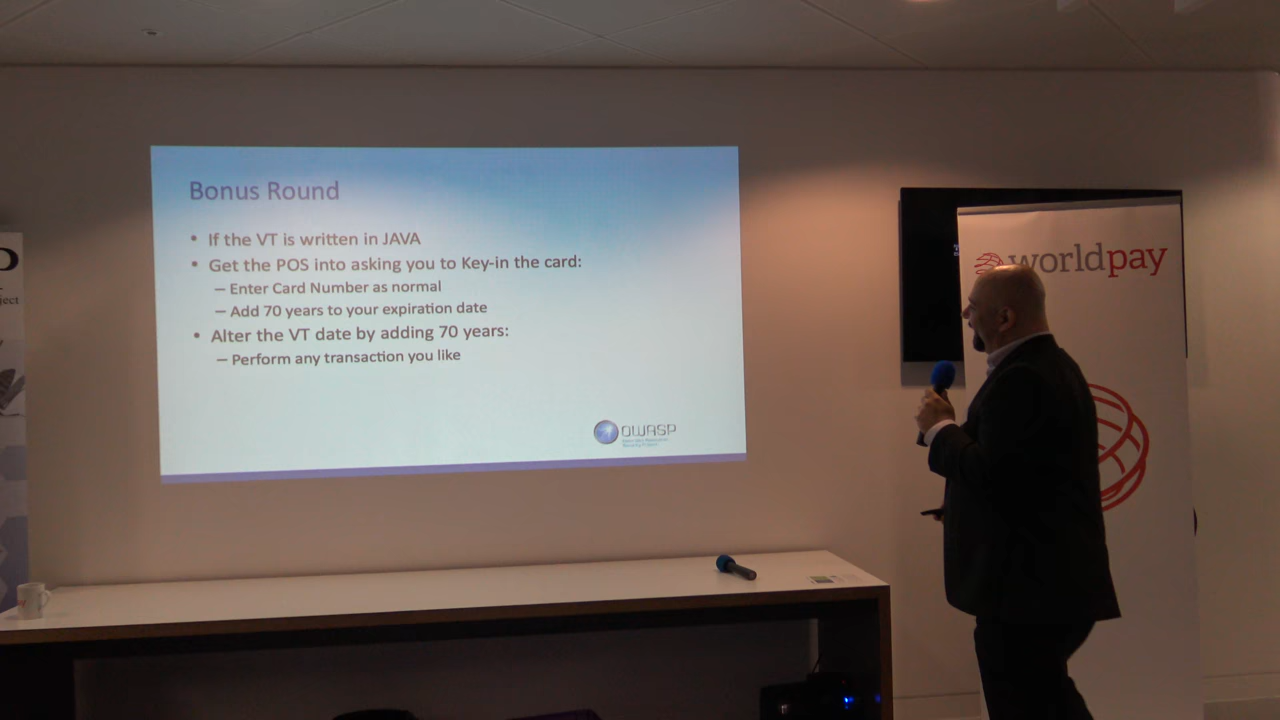 Bonus Round
• If the VT is written in JAVA
• Get the POS into asking you to Key-in the card:
– Enter Card Number as normal
– Add 70 years to your expiration date
• Alter the VT date by adding 70 years:
– Perform any transaction you like
OWASP
worldpay
ject